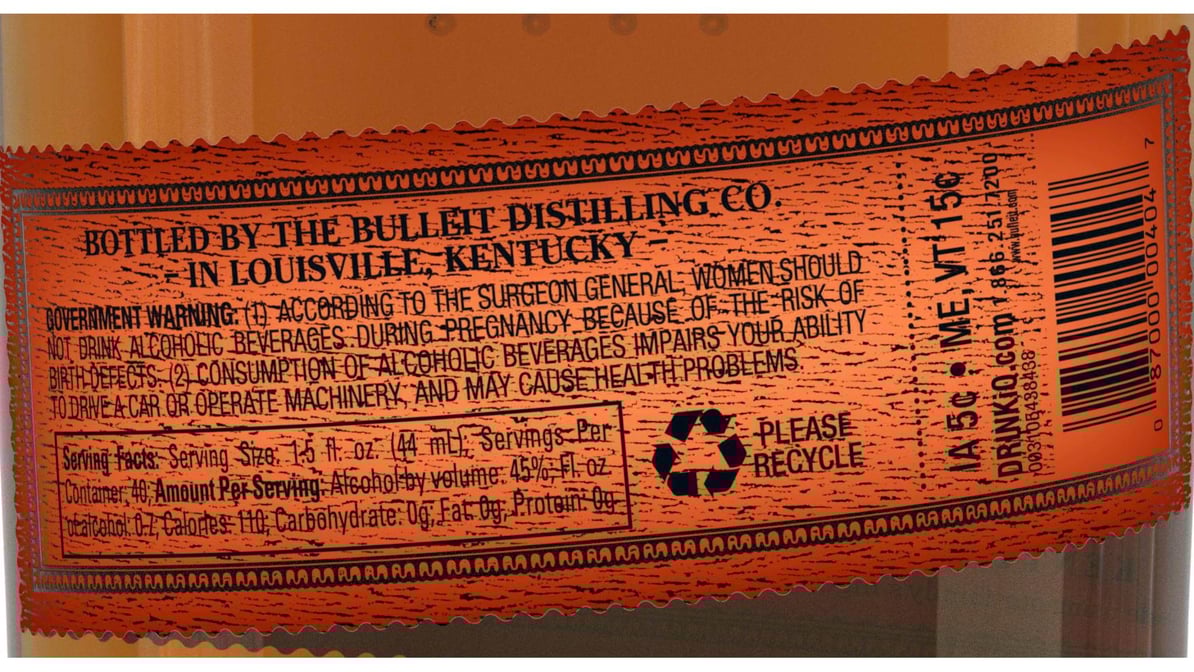 BOTTLED BY THE BULLEIT DISTILLING CO.
- IN LOUISVILLE, KENTUCKY -
GOVERNMENT WARNING: (1) ACCORDING TO THE SURGEON GENERAL, WOMEN SHOULD
NOT DRINK ALCOHOLIC BEVERAGES DURING PREGNANCY BECAUSE OF THE RISK OF
BIRTH DEFECTS. (2) CONSUMPTION OF ALCOHOLIC BEVERAGES IMPAIRS YOUR ABILITY
TO DRIVE A CAR OR OPERATE MACHINERY, AND MAY CAUSE HEALTH PROBLEMS.
Serving Facts: Serving Size: 1.5 fl. oz. (44 mL); Servings Per
Container: 40; Amount Per Serving: Alcohol by volume: 45%; Fl. oz
of alcohol: 0.7; Calories: 110; Carbohydrate: 0g; Fat: 0g; Protein: 0g
PLEASE
RECYCLE
IA 5¢ • ME, VT 15¢
DRiNKiQ.com 1.866.251.7200
www.bulleit.com
0 87000 00404 7